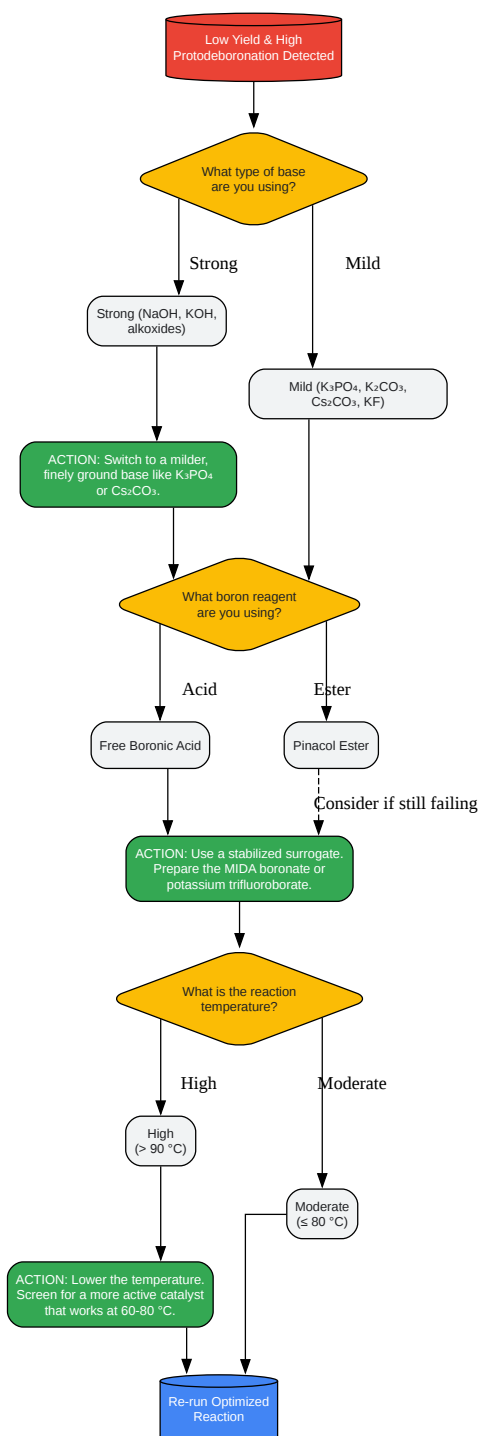 Low Yield & High
Protodeboronation Detected
What type of base
are you using?
Strong
Mild
Strong (NaOH, KOH,
alkoxides)
Mild (K₃PO₄, K₂CO₃,
Cs₂CO₃, KF)
ACTION: Switch to a milder,
finely ground base like K₃PO₄
or Cs₂CO₃.
What boron reagent
are you using?
Acid
Ester
Free Boronic Acid
Pinacol Ester
Consider if still failing
ACTION: Use a stabilized surrogate.
Prepare the MIDA boronate or
potassium trifluoroborate.
What is the reaction
temperature?
High
Moderate
High
(> 90 °C)
Moderate
(≤ 80 °C)
ACTION: Lower the temperature.
Screen for a more active catalyst
that works at 60-80 °C.
Re-run Optimized
Reaction